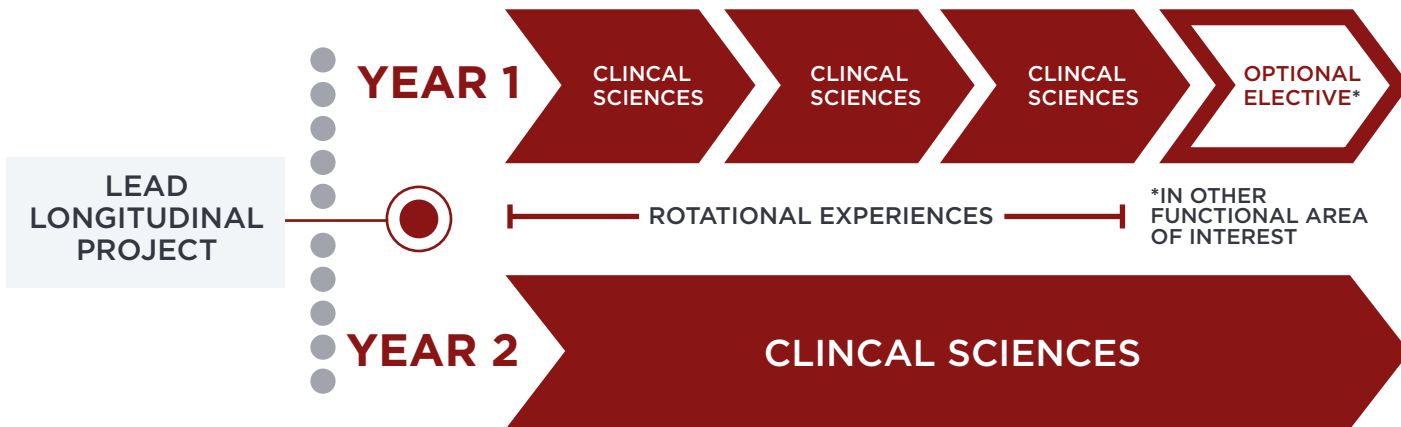 YEAR 1
CLINCAL
SCIENCES
CLINCAL
SCIENCES
CLINCAL
SCIENCES
OPTIONAL
ELECTIVE*
LEAD
LONGITUDINAL
PROJECT
ROTATIONAL EXPERIENCES
*IN OTHER
FUNCTIONAL AREA
OF INTEREST
YEAR 2
CLINCAL SCIENCES